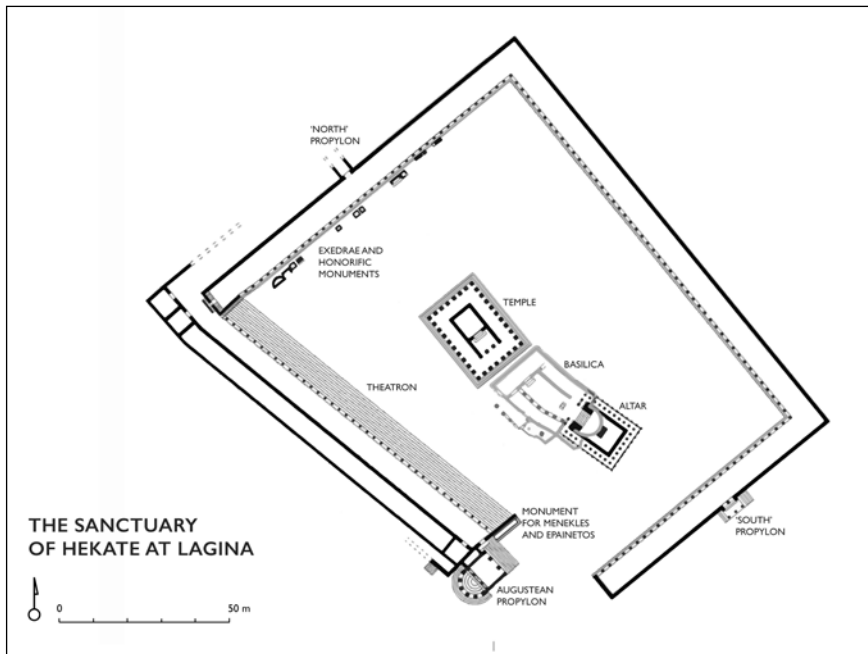 'NORTH'
PROPYLON
EXEDRAE AND
HONORIFIC
MONUMENTS
TEMPLE
BASILICA
THEATRON
ALTAR
MONUMENT
FOR MENEKLES
AND EPAINETOS
'SOUTH'
PROPYLON
THE SANCTUARY
OF HEKATE AT LAGINA
AUGUSTEAN
PROPYLON
0 50 m